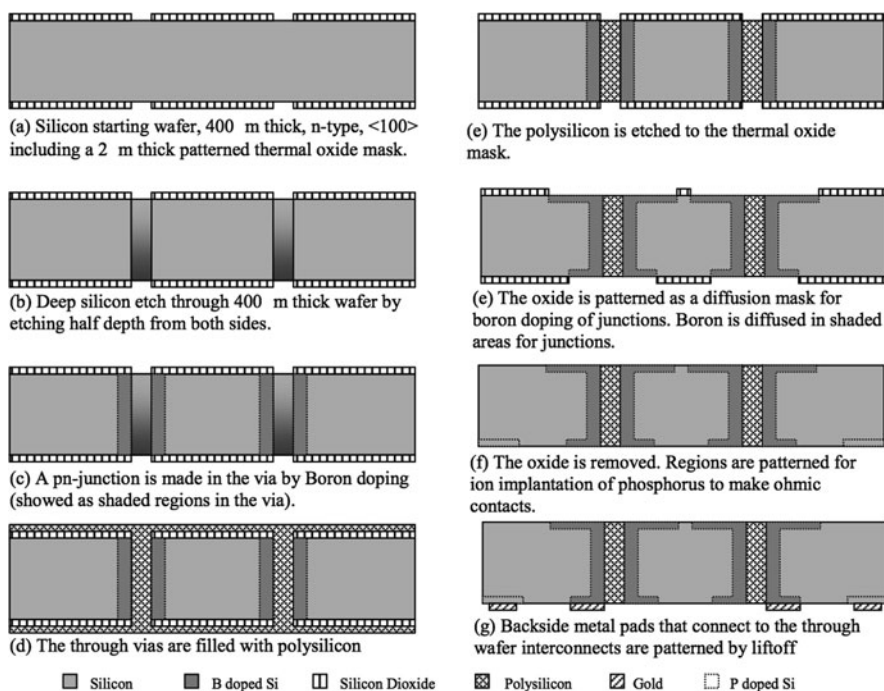 (a) Silicon starting wafer, 400 m thick, n-type, <100>
including a 2 m thick patterned thermal oxide mask.
(b) Deep silicon etch through 400 m thick wafer by
etching half depth from both sides.
(c) A pn-junction is made in the via by Boron doping
(showed as shaded regions in the via).
(d) The through vias are filled with polysilicon
(e) The polysilicon is etched to the thermal oxide
mask.
(e) The oxide is patterned as a diffusion mask for
boron doping of junctions. Boron is diffused in shaded
areas for junctions.
(f) The oxide is removed. Regions are patterned for
ion implantation of phosphorus to make ohmic
contacts.
(g) Backside metal pads that connect to the through
wafer interconnects are patterned by liftoff
Silicon B doped Si Silicon Dioxide Polysilicon Gold P doped Si